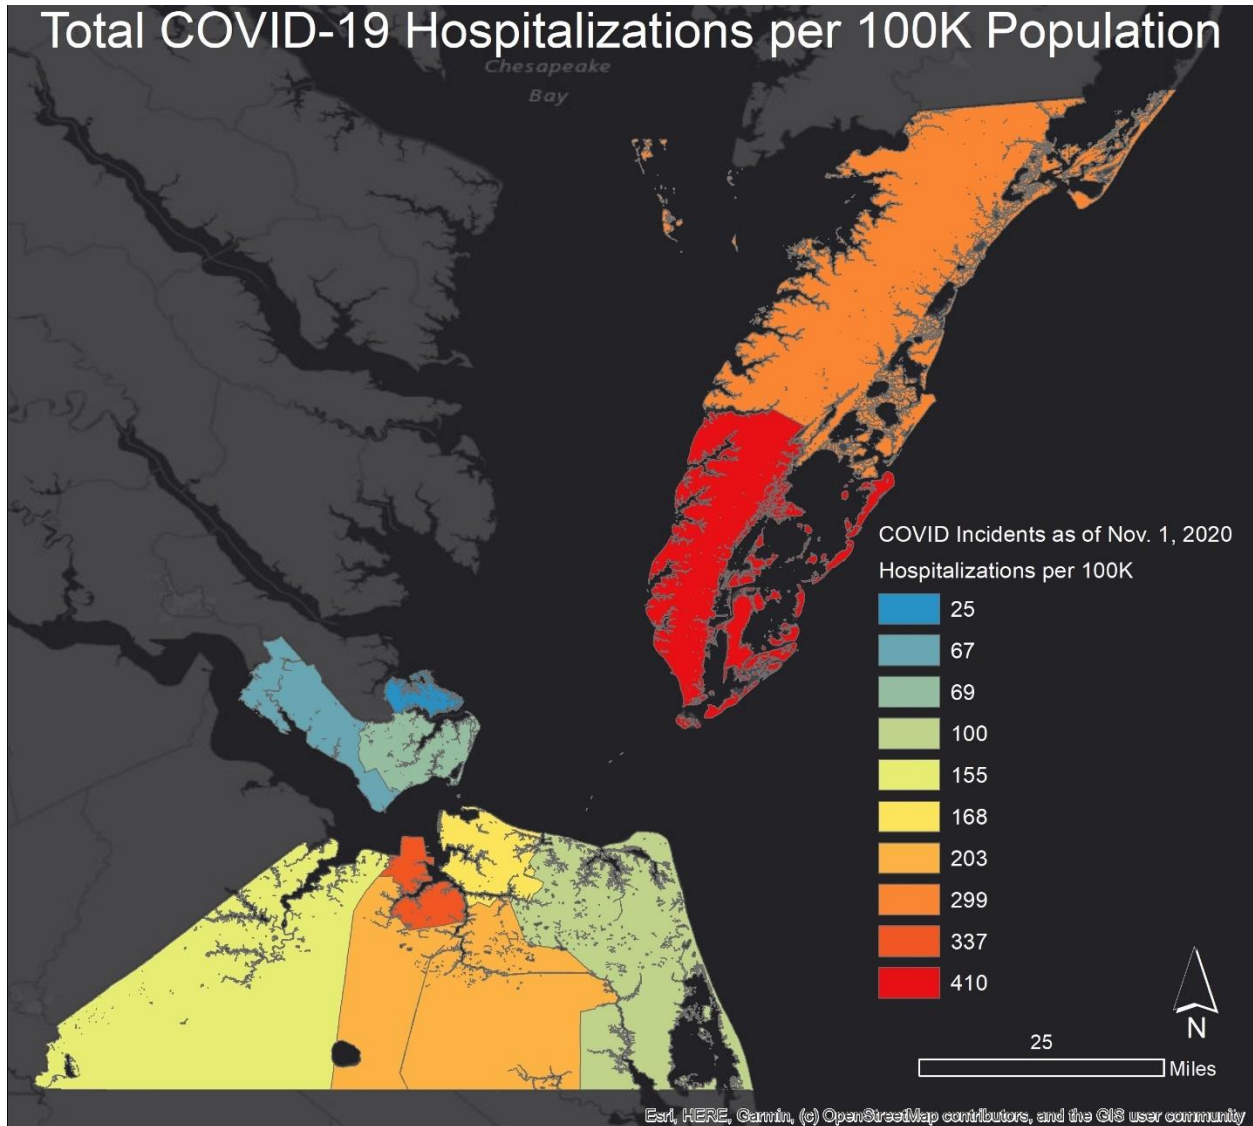 Total COVID-19 Hospitalizations per 100K Population
Chesapeake
Bay
COVID Incidents as of Nov. 1, 2020
Hospitalizations per 100K
25
67
69
100
155
168
203
299
337
410
N
25
Miles
Esri, HERE, Garmin, (c) OpenStreetMap contributors, and the GIS user community